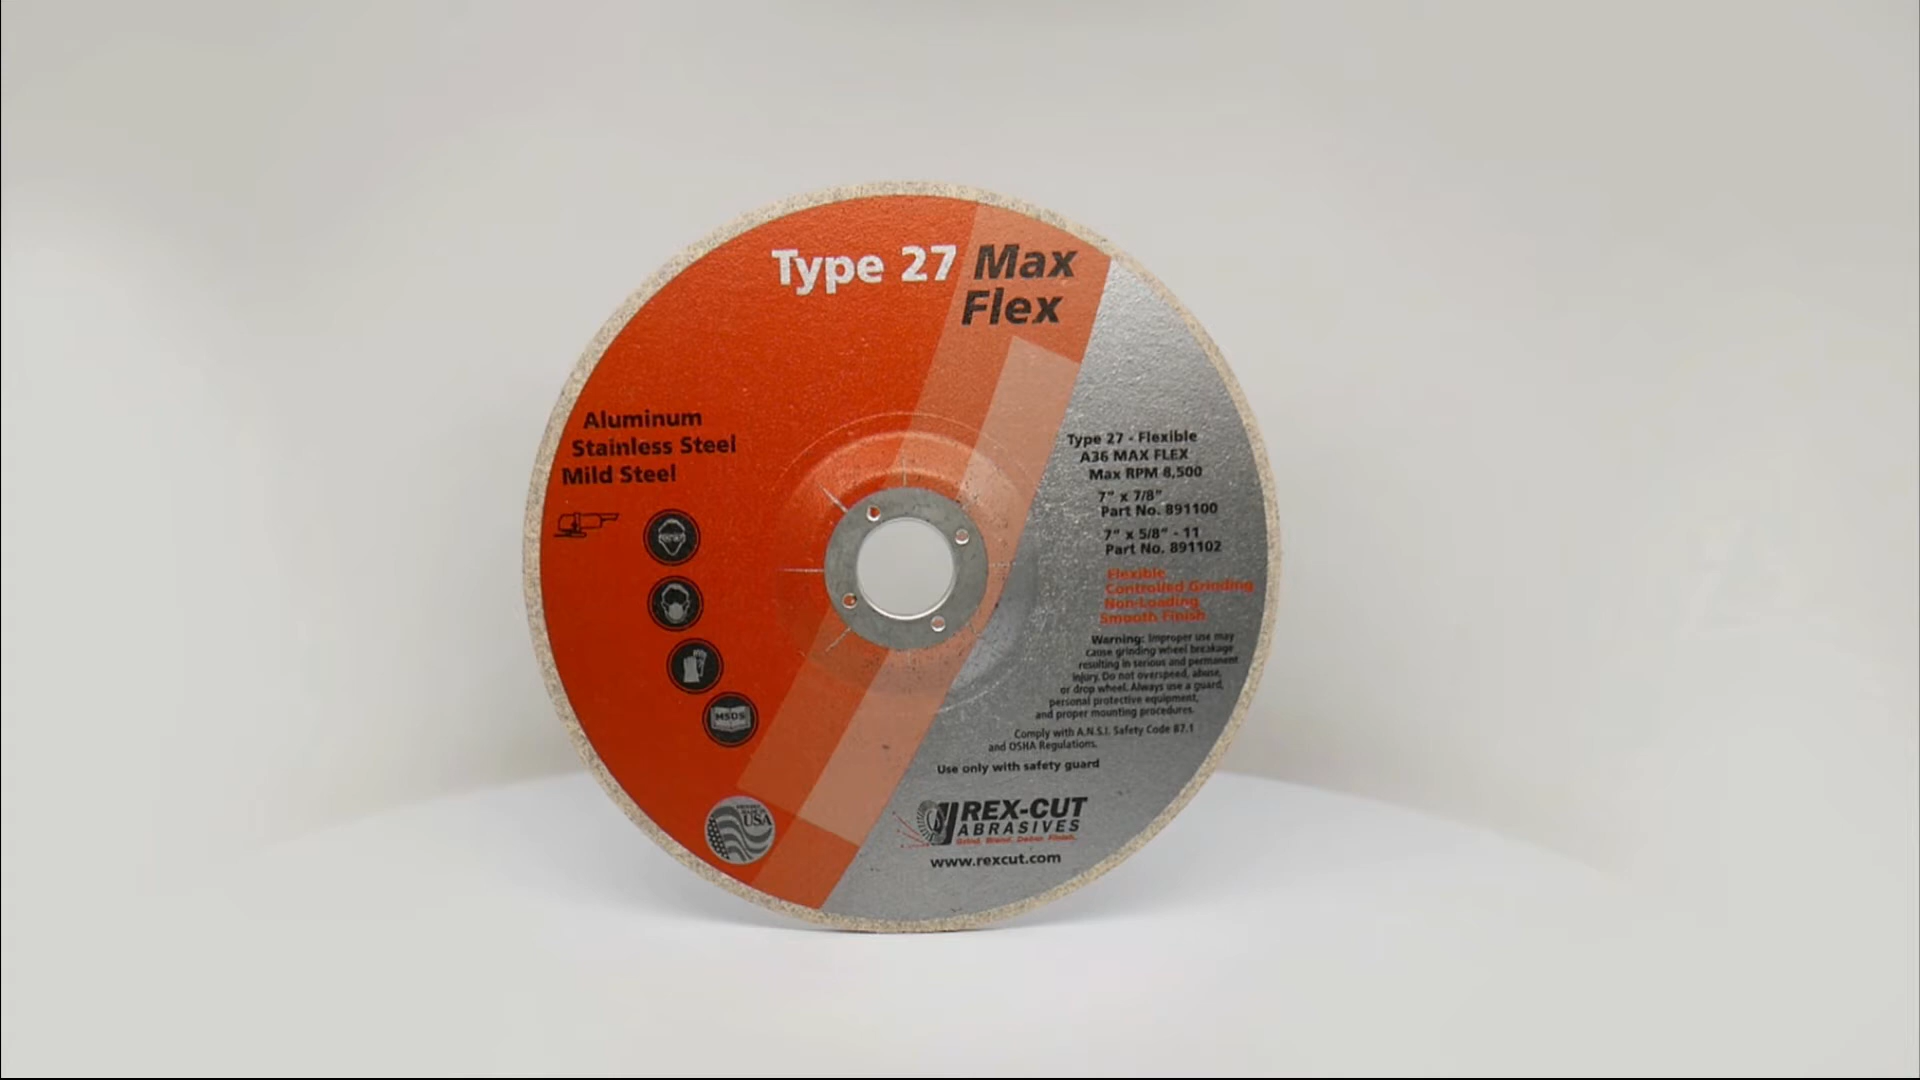 Type 27 Max
Flex
Aluminum
Stainless Steel
Mild Steel
MSDS
USA
Type 27 - Flexible
A36 MAX FLEX
Max RPM 8,500
7" x 7/8"
Part No. 891100
7" x 5/8" - 11
Part No. 891102
Flexible
Controlled Grinding
Non-Loading
Smooth Finish
Warning: Improper use may
cause grinding wheel breakage
resulting in serious and permanent
injury. Do not overspeed, abuse,
or drop wheel. Always use a guard,
personal protective equipment,
and proper mounting procedures.
Comply with A.N.S.I. Safety Code B7.1
and OSHA Regulations.
Use only with safety guard
REX-CUT
ABRASIVES
Grind. Blend. Debur. Finish.
www.rexcut.com